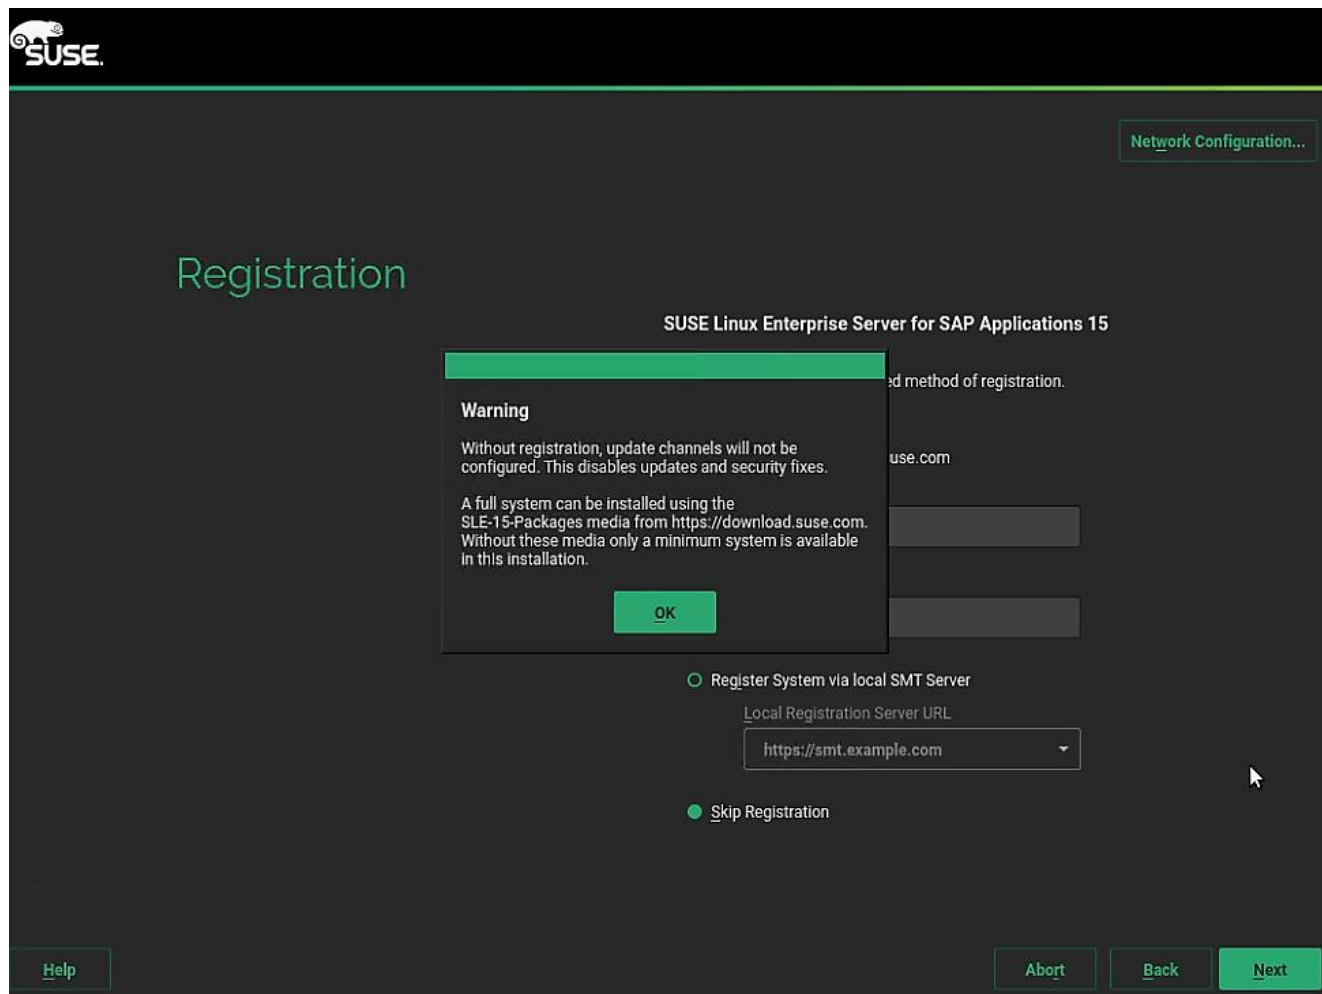 SUSE.
Network Configuration...
Registration
SUSE Linux Enterprise Server for SAP Applications 15
ed method of registration.
Warning
Without registration, update channels will not be
configured. This disables updates and security fixes.
use.com
A full system can be installed using the
SLE-15-Packages media from https://download.suse.com.
Without these media only a minimum system is available
in this installation.
OK
Register System via local SMT Server
Local Registration Server URL
https://smt.example.com
Skip Registration
Help
Abort
Back
Next